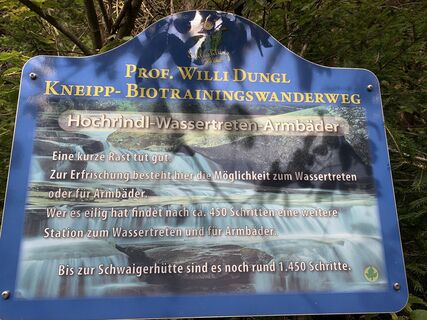 Prof. Willi Dungl
Kneipp- Biotrainingswanderweg
Hochrindl-Wassertreten-Armbäder
Eine kurze Rast tut gut.
Zur Erfrischung besteht hier die Möglichkeit zum Wassertreten
oder für Armbäder.
Wer es eilig hat findet nach ca. 450 Schritten eine weitere
Station zum Wassertreten und für Armbäder.
Bis zur Schwaigerhütte sind es noch rund 1.450 Schritte.